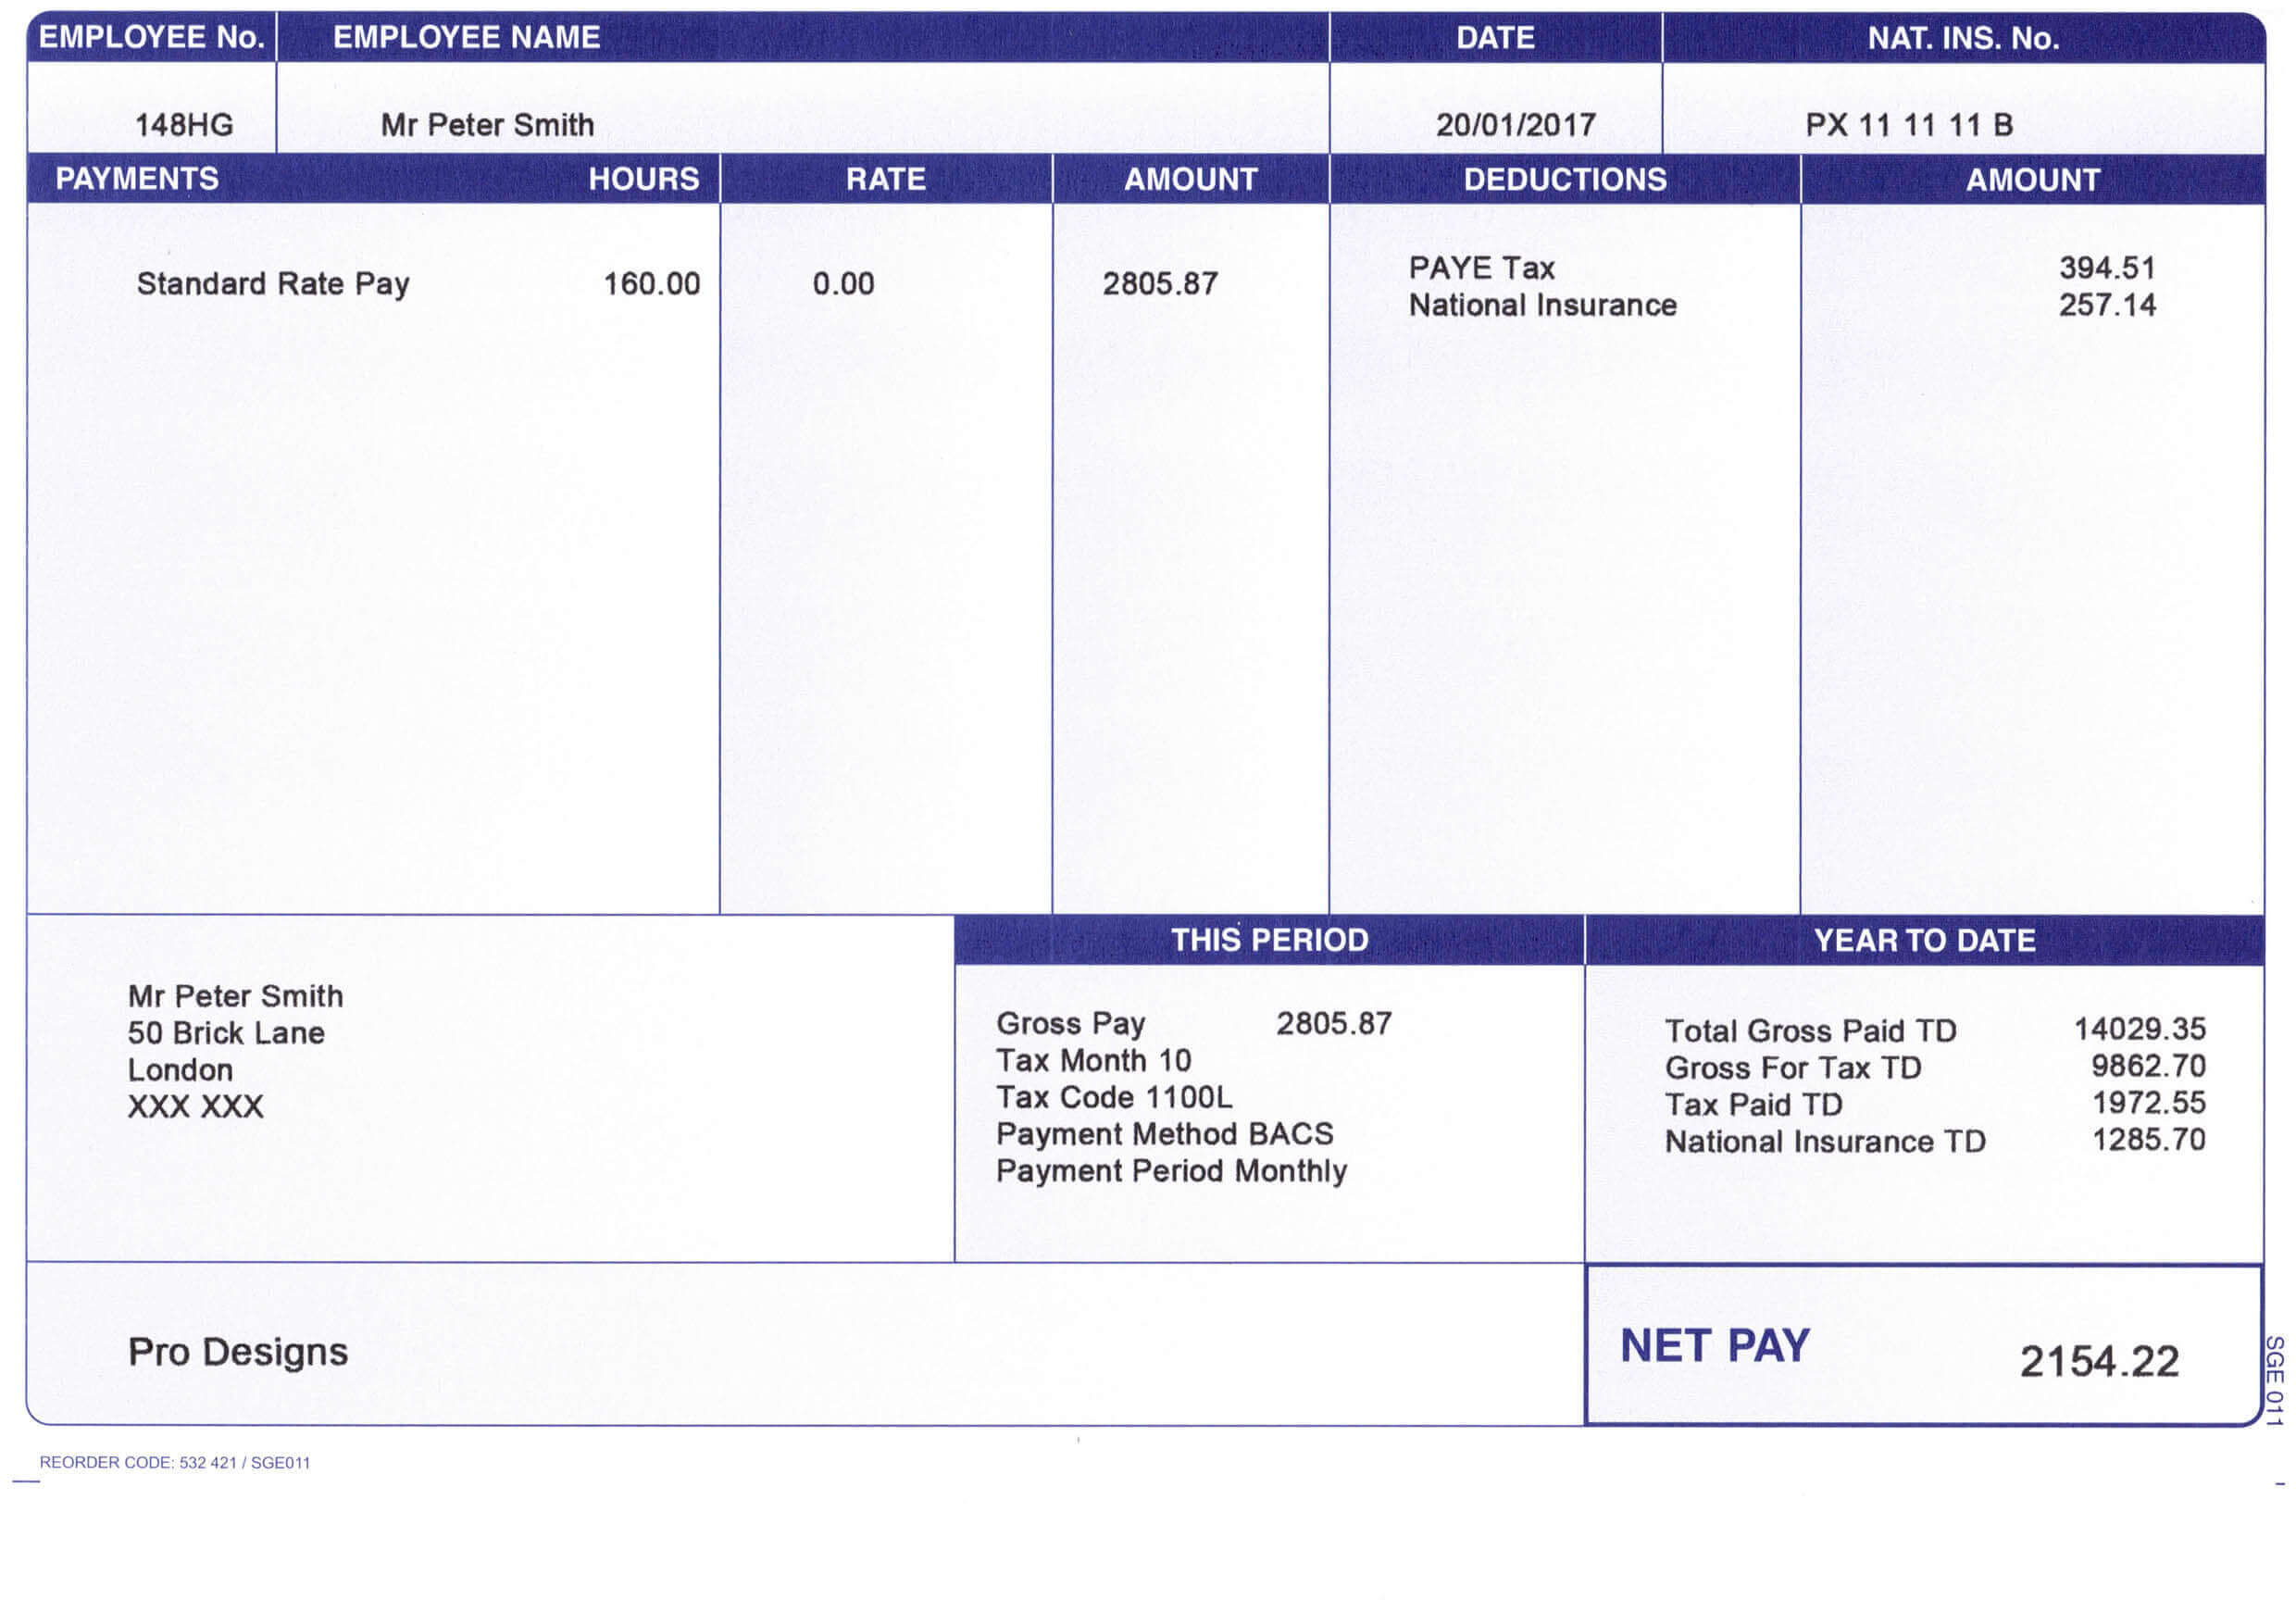 EMPLOYEE No. EMPLOYEE NAME DATE NAT. INS. No.
148HG Mr Peter Smith 20/01/2017 PX 11 11 11 B
PAYMENTS HOURS RATE AMOUNT DEDUCTIONS AMOUNT
Standard Rate Pay 160.00 0.00 2805.87
PAYE Tax 394.51
National Insurance 257.14
Mr Peter Smith
50 Brick Lane
London
XXX XXX
THIS PERIOD
Gross Pay 2805.87
Tax Month 10
Tax Code 1100L
Payment Method BACS
Payment Period Monthly
YEAR TO DATE
Total Gross Paid TD 14029.35
Gross For Tax TD 9862.70
Tax Paid TD 1972.55
National Insurance TD 1285.70
Pro Designs
NET PAY 2154.22
SGE 011
REORDER CODE: 532 421 / SGE011